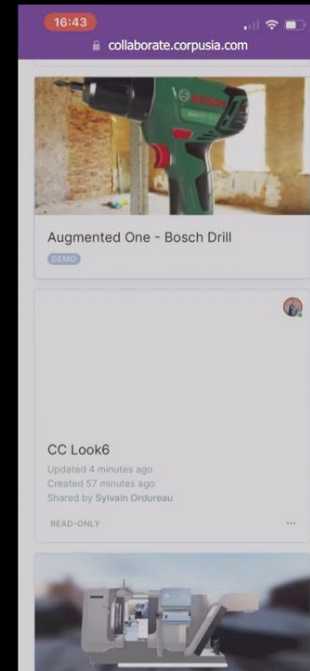 16:43
collaborate.corpusia.com
BOSCH
Augmented One - Bosch Drill
DEMO
CC Look6
Updated 4 minutes ago
Created 57 minutes ago
Shared by Sylvain Ordureau
READ-ONLY